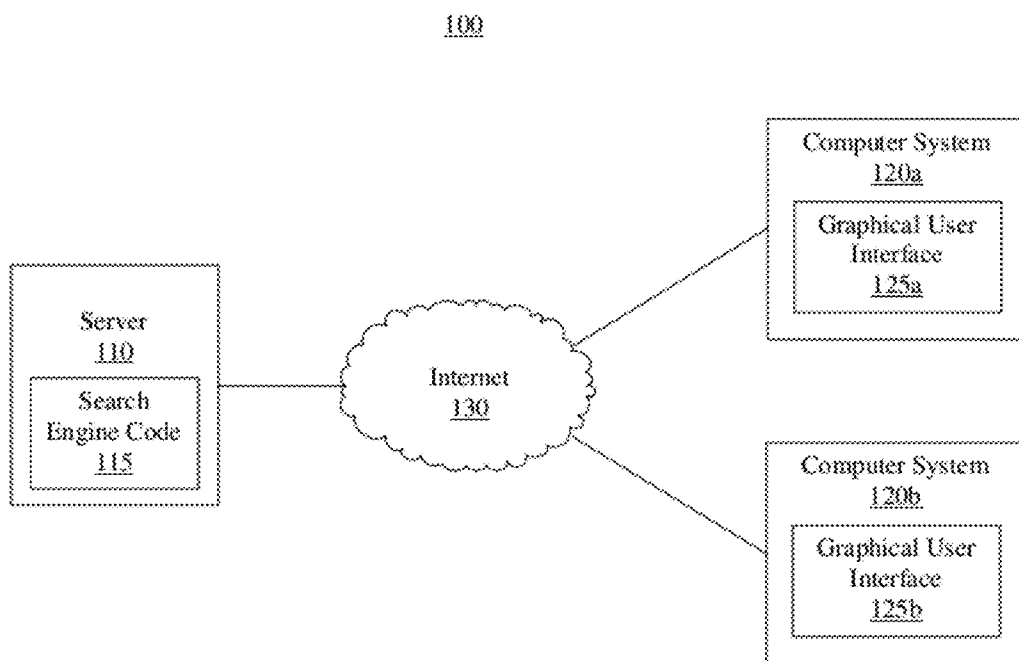 100
Server
110
Search
Engine Code
115
Internet
130
Computer System
120a
Graphical User
Interface
125a
Computer System
120b
Graphical User
Interface
125b